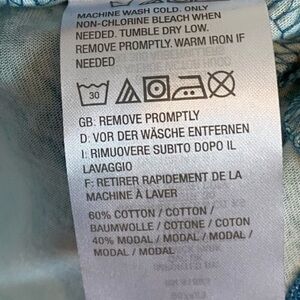 MACHINE WASH COLD. ONLY
NON-CHLORINE BLEACH WHEN
NEEDED. TUMBLE DRY LOW.
REMOVE PROMPTLY. WARM IRON IF
NEEDED
30
GB: REMOVE PROMPTLY
D: VOR DER WÄSCHE ENTFERNEN
I: RIMUOVERE SUBITO DOPO IL
LAVAGGIO
F: RETIRER RAPIDEMENT DE LA
MACHINE À LAVER
60% COTTON / COTTON /
BAUMWOLLE / COTONE / COTON
40% MODAL / MODAL / MODAL /
MODAL / MODAL